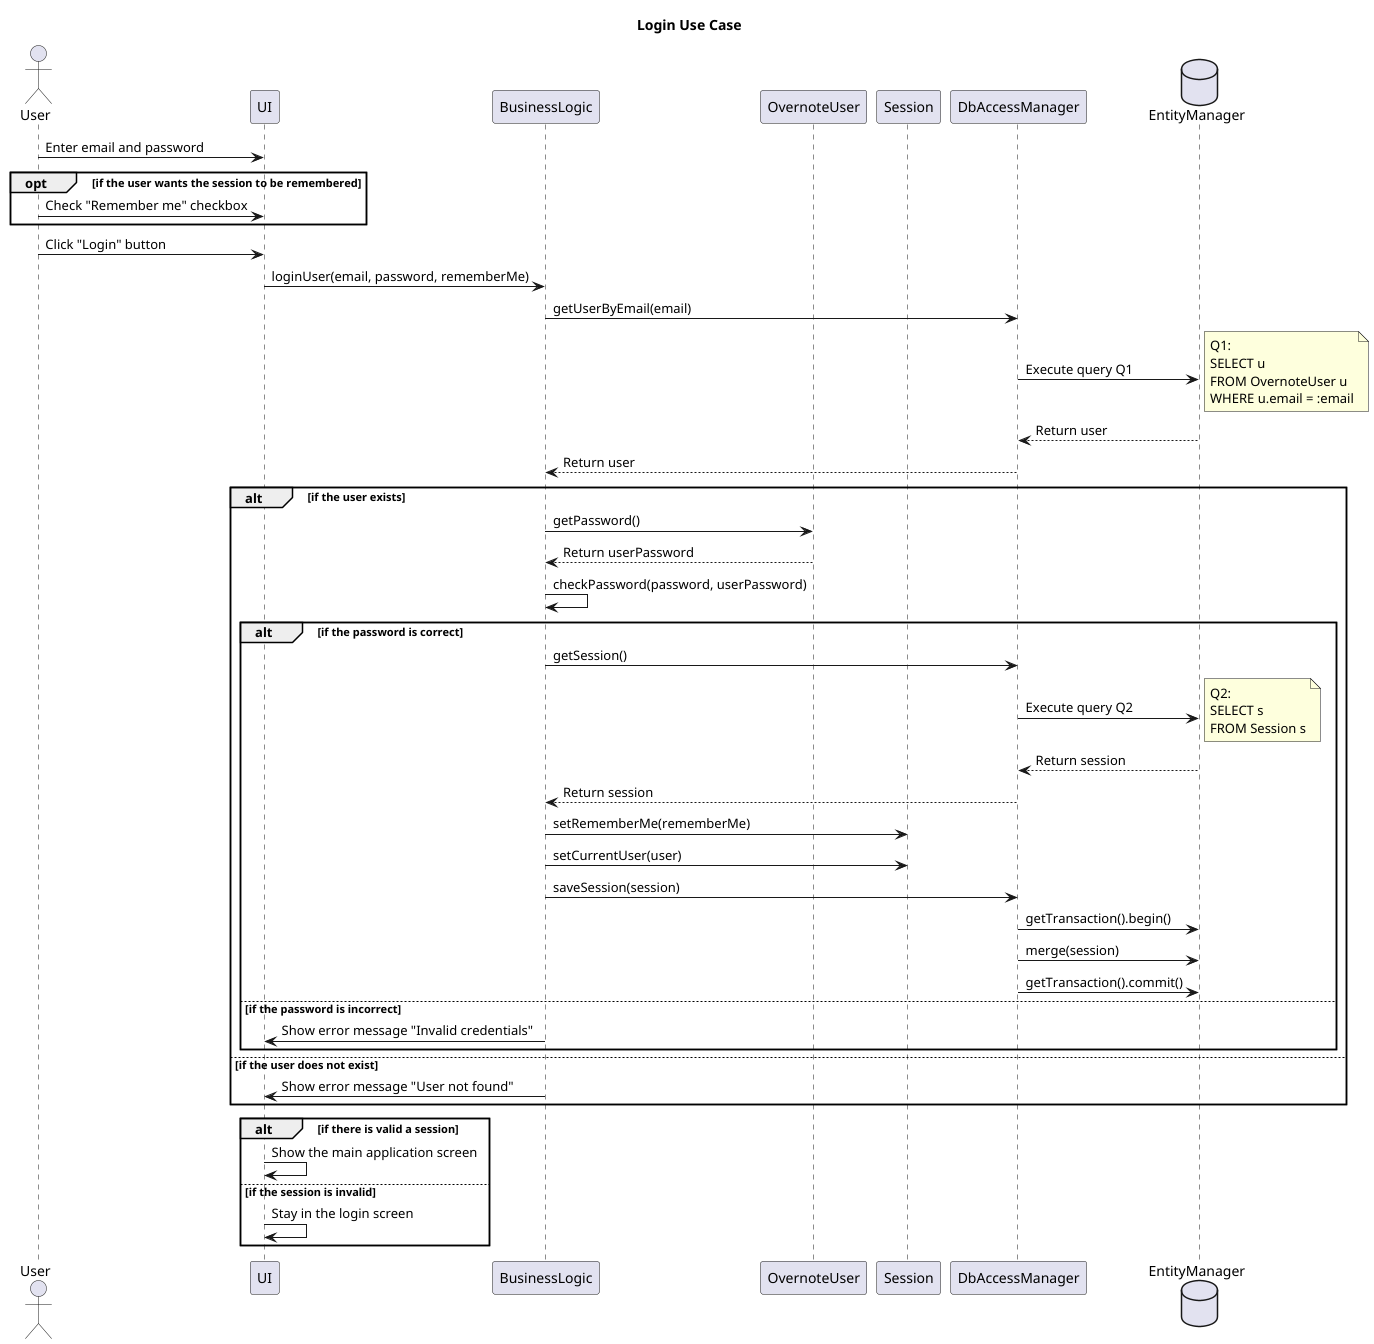 Login Use Case
User
UI
BusinessLogic
OvernoteUser
Session
DbAccessManager
EntityManager
Enter email and password
opt
[if the user wants the session to be remembered]
Check "Remember me" checkbox
Click "Login" button
loginUser(email, password, rememberMe)
getUserByEmail(email)
Execute query Q1
Q1:
SELECT u
FROM OvernoteUser u
WHERE u.email = :email
Return user
Return user
alt
[if the user exists]
getPassword()
Return userPassword
checkPassword(password, userPassword)
alt
[if the password is correct]
getSession()
Execute query Q2
Q2:
SELECT s
FROM Session s
Return session
Return session
setRememberMe(rememberMe)
setCurrentUser(user)
saveSession(session)
getTransaction().begin()
merge(session)
getTransaction().commit()
[if the password is incorrect]
Show error message "Invalid credentials"
[if the user does not exist]
Show error message "User not found"
alt
[if there is valid a session]
Show the main application screen
[if the session is invalid]
Stay in the login screen
User
UI
BusinessLogic
OvernoteUser
Session
DbAccessManager
EntityManager